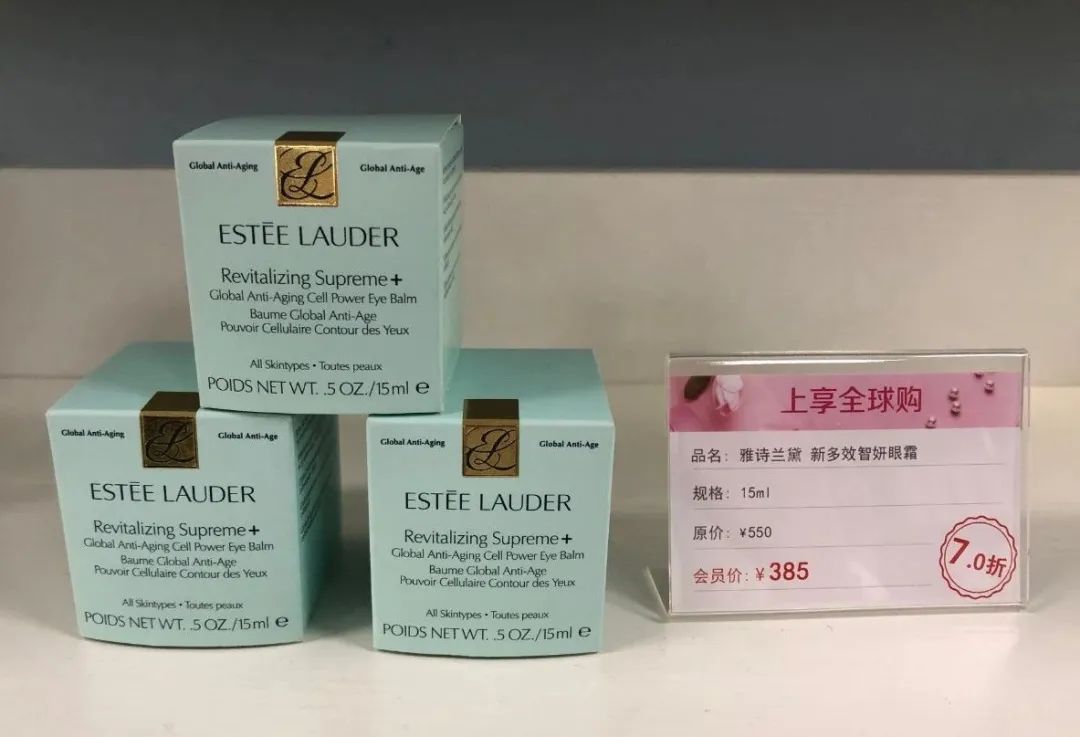 Global Anti-Aging
Global Anti-Age
ESTĒE LAUDER
Revitalizing Supreme+
Global Anti-Aging Cell Power Eye Balm
Baume Global Anti-Age
Pouvoir Cellulaire Contour des Yeux
All Skintypes • Toutes peaux
POIDS NET WT. .5 OZ./15ml ℮
Global Anti-Aging
Global Anti-Age
ESTĒE LAUDER
Revitalizing Supreme+
Global Anti-Aging Cell Power Eye Balm
Baume Global Anti-Age
Pouvoir Cellulaire Contour des Yeux
All Skintypes • Toutes peaux
POIDS NET WT. .5 OZ./15ml ℮
Global Anti-Aging
Global Anti-Age
ESTĒE LAUDER
Revitalizing Supreme+
Global Anti-Aging Cell Power Eye Balm
Baume Global Anti-Age
Pouvoir Cellulaire Contour des Yeux
All Skintypes • Toutes peaux
POIDS NET WT. .5 OZ./15ml ℮
上享全球购
品名: 雅诗兰黛 新多效智妍眼霜
规格: 15ml
原价: ¥550
会员价: ¥385
7.0折